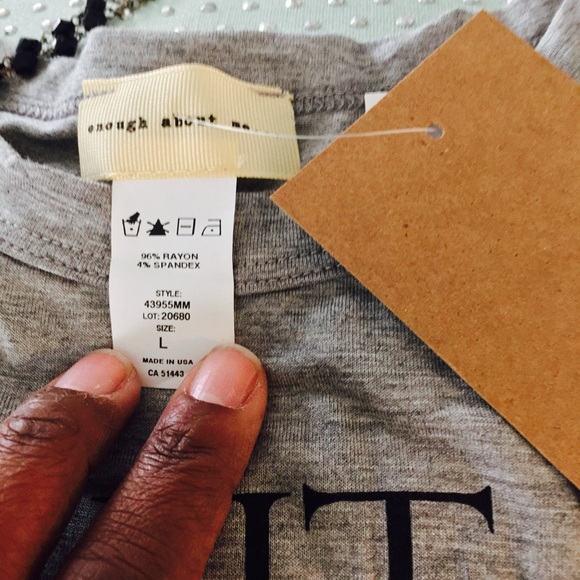 enough about me
96% RAYON
4% SPANDEX
STYLE:
43955MM
LOT: 20680
SIZE:
L
MADE IN USA
CA 51443
IT